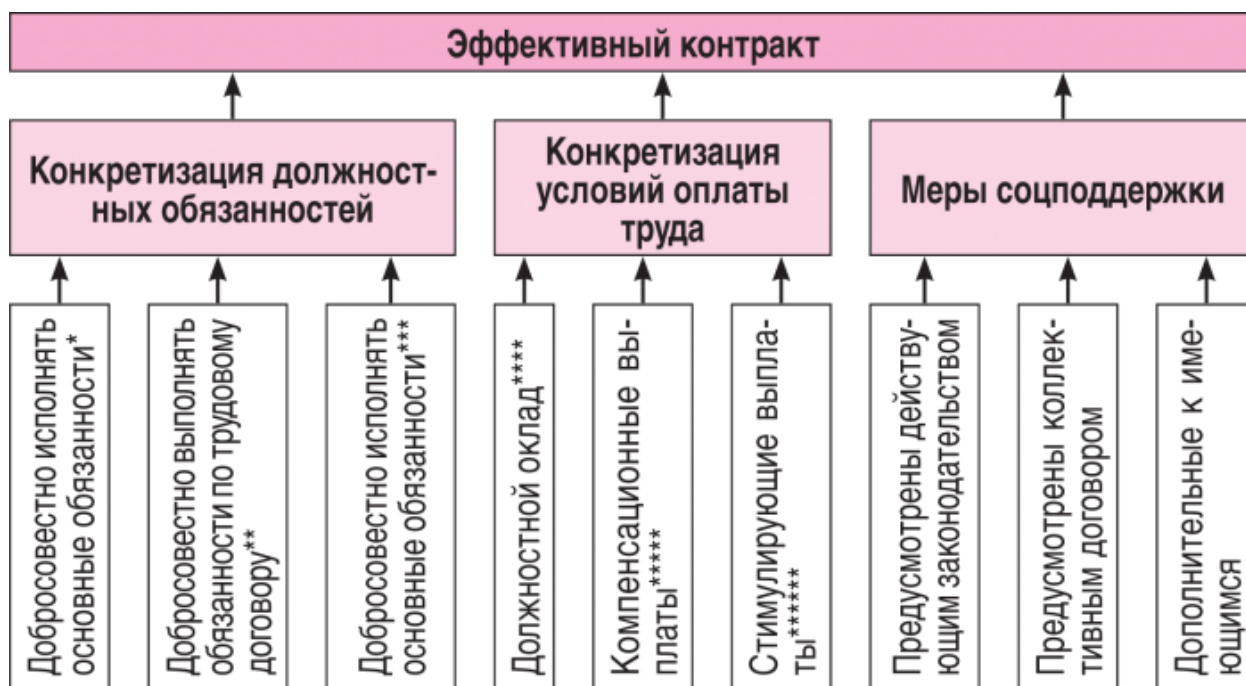 Эффективный контракт
Конкретизация должност-
ных обязанностей
Конкретизация
условий оплаты
труда
Меры соцподдержки
Добросовестно исполнять
основные обязанности*
Добросовестно выполнять
обязанности по трудовому
договору**
Добросовестно исполнять
основные обязанности***
Должностной оклад****
Компенсационные вы-
платы*****
Стимулирующие выпла-
ты*******
Предусмотрены действу-
ющим законодательством
Предусмотрены коллек-
тивным договором
Дополнительные к име-
ющимся